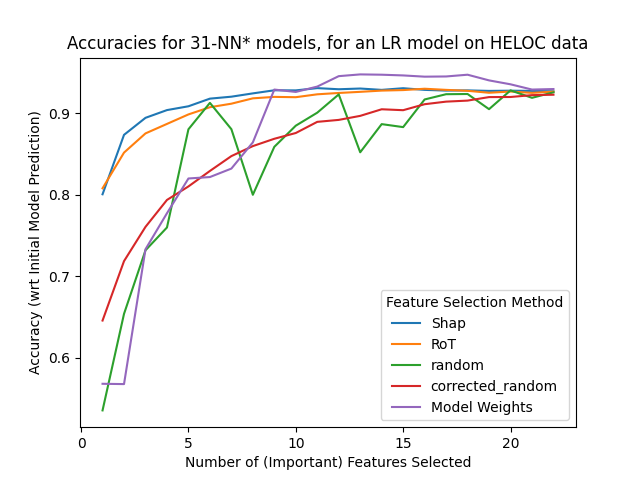 Accuracies for 31-NN* models, for an LR model on HELOC data
Accuracy (wrt Initial Model Prediction)
0.9
0.8
0.7
0.6
Feature Selection Method
Shap
RoT
random
corrected_random
Model Weights
0 5 10 15 20
Number of (Important) Features Selected